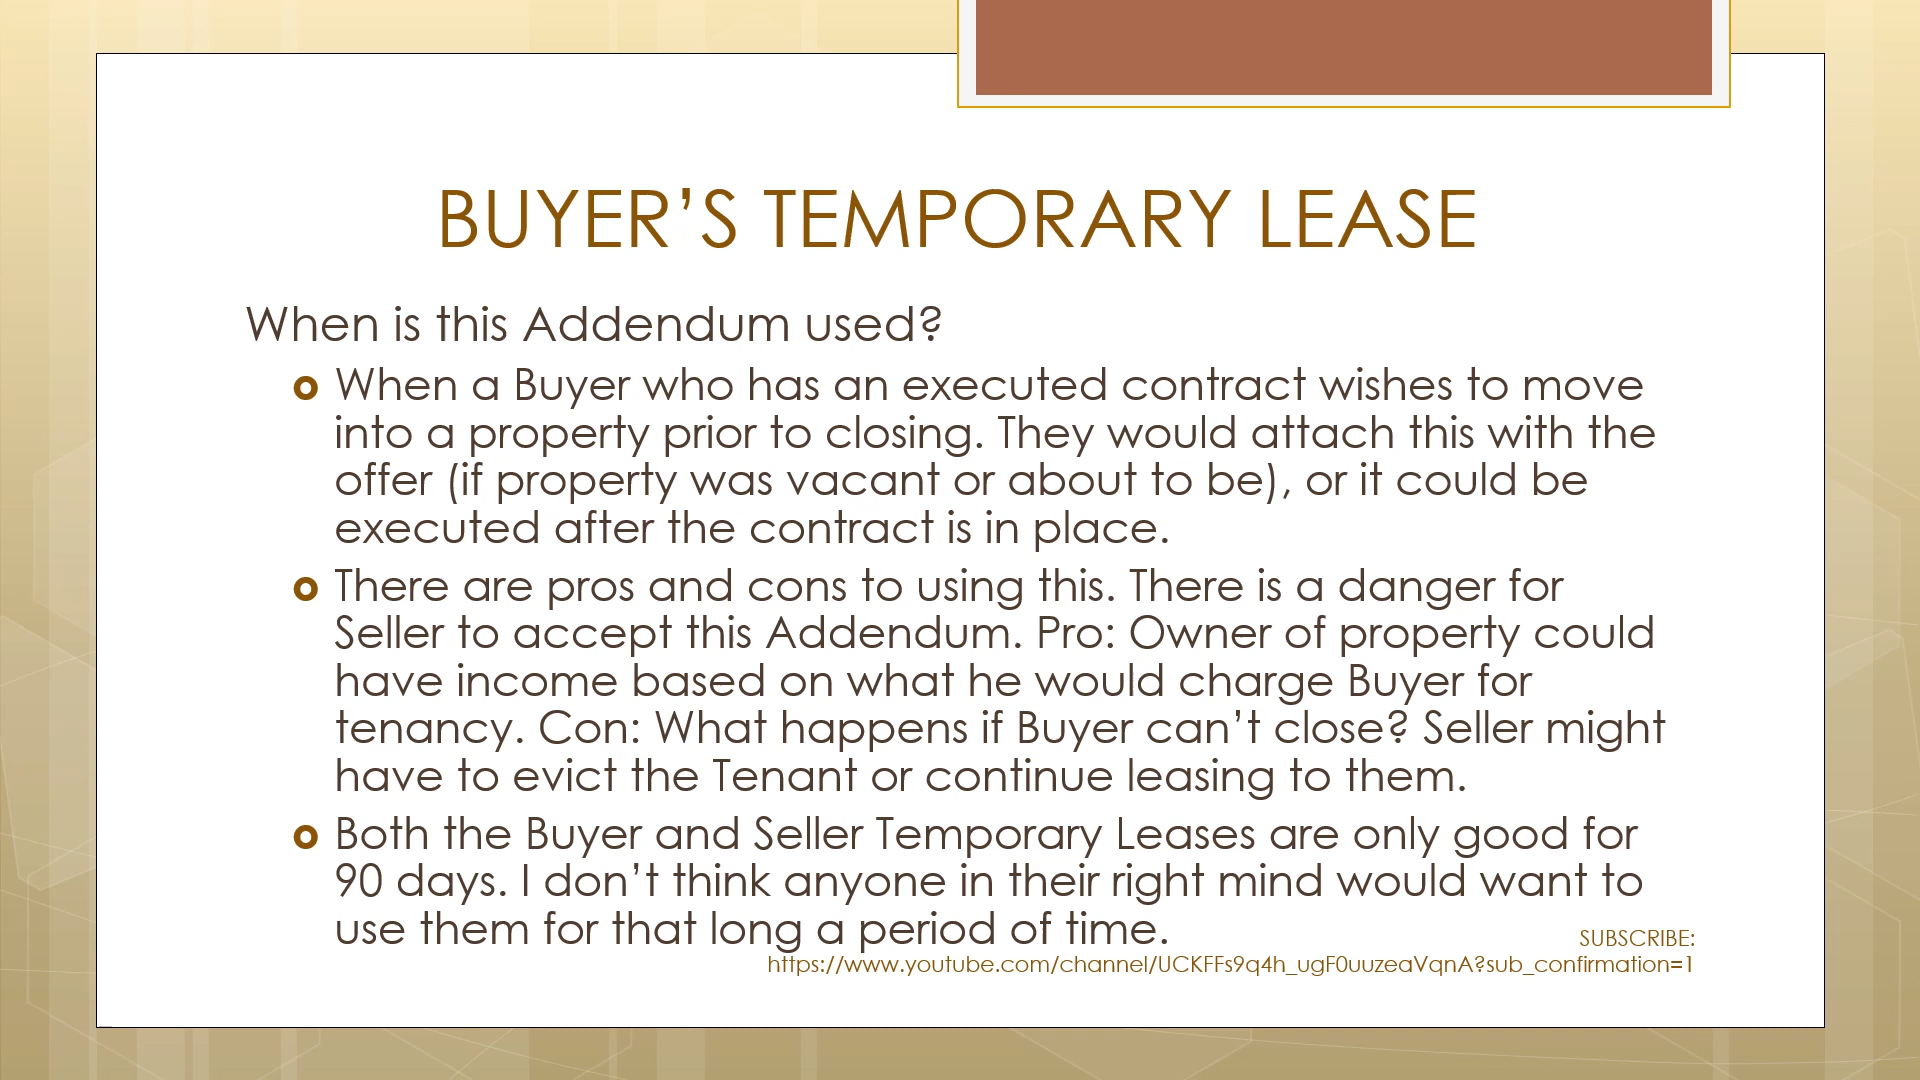 BUYER’S TEMPORARY LEASE
When is this Addendum used?
When a Buyer who has an executed contract wishes to move
into a property prior to closing. They would attach this with the
offer (if property was vacant or about to be), or it could be
executed after the contract is in place.
There are pros and cons to using this. There is a danger for
Seller to accept this Addendum. Pro: Owner of property could
have income based on what he would charge Buyer for
tenancy. Con: What happens if Buyer can’t close? Seller might
have to evict the Tenant or continue leasing to them.
Both the Buyer and Seller Temporary Leases are only good for
90 days. I don’t think anyone in their right mind would want to
use them for that long a period of time.
SUBSCRIBE:
https://www.youtube.com/channel/UCKFFs9q4h_ugF0uuzeaVqnA?sub_confirmation=1